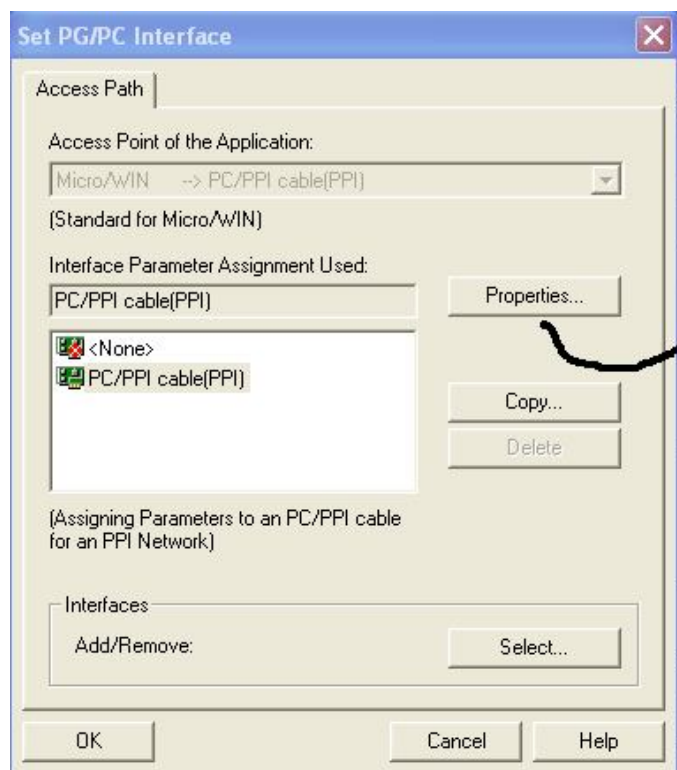 Set PG/PC Interface
Access Path
Access Point of the Application:
Micro/WIN --> PC/PPI cable(PPI)
(Standard for Micro/WIN)
Interface Parameter Assignment Used:
PC/PPI cable(PPI)
Properties...
<None>
PC/PPI cable(PPI)
Copy...
Delete
(Assigning Parameters to an PC/PPI cable
for an PPI Network)
Interfaces
Add/Remove:
Select...
OK
Cancel
Help